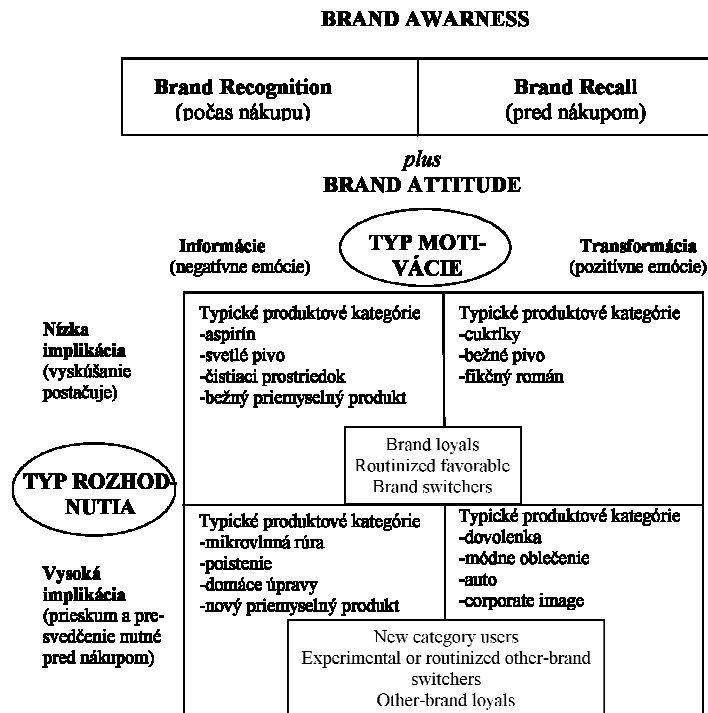 BRAND AWARNESS
Brand Recognition
(počas nákupu)
Brand Recall
(pred nákupom)
plus
BRAND ATTITUDE
Informácie
(negatívne emócie)
TYP MOTI-
VÁCIE
Transformácia
(pozitívne emócie)
Nízka
implikácia
(vyskúšanie
postačuje)
Typické produktové kategórie
-aspirín
-svetlé pivo
-čistiaci prostriedok
-bežný priemyselný produkt
Typické produktové kategórie
-cukríky
-bežné pivo
-fikčný román
Brand loyals
Routinized favorable
Brand switchers
TYP ROZHOD-
NUTIA
Vysoká
implikácia
(prieskum a pre-
svedčenie nutné
pred nákupom)
Typické produktové kategórie
-mikrovlnná rúra
-poistenie
-domáce úpravy
-nový priemyselný produkt
Typické produktové kategórie
-dovolenka
-módne oblečenie
-auto
-corporate image
New category users
Experimental or routinized other-brand
switchers
Other-brand loyals